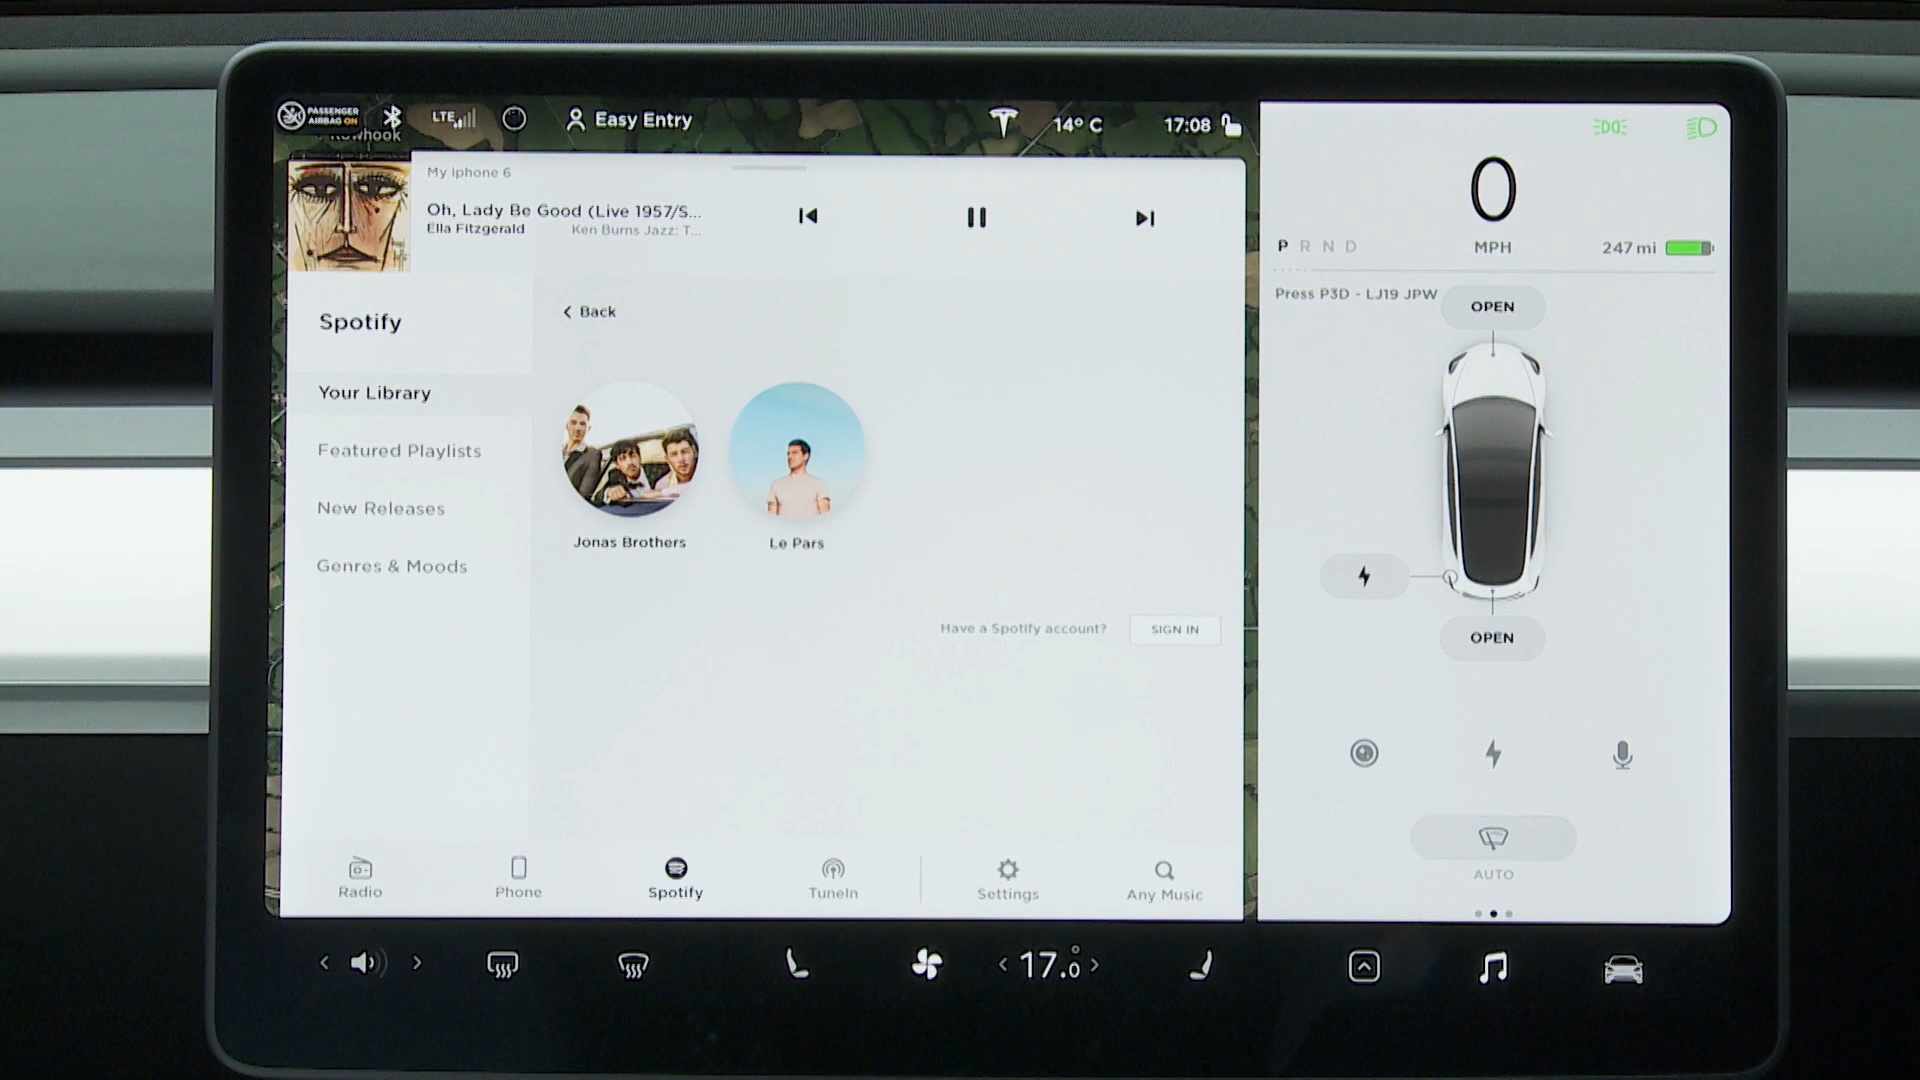 PASSENGER
AIRBAG ON
LTE
Easy Entry
14° C
17:08
My iphone 6
Oh, Lady Be Good (Live 1957/S...
Ella Fitzgerald
Ken Burns Jazz: T...
Spotify
Your Library
Featured Playlists
New Releases
Genres & Moods
Back
Jonas Brothers
Le Pars
Have a Spotify account?
SIGN IN
Radio
Phone
Spotify
TuneIn
Settings
Any Music
0
MPH
P R N D
247 mi
Press P3D - LJ19 JPW
OPEN
OPEN
AUTO
17.0°